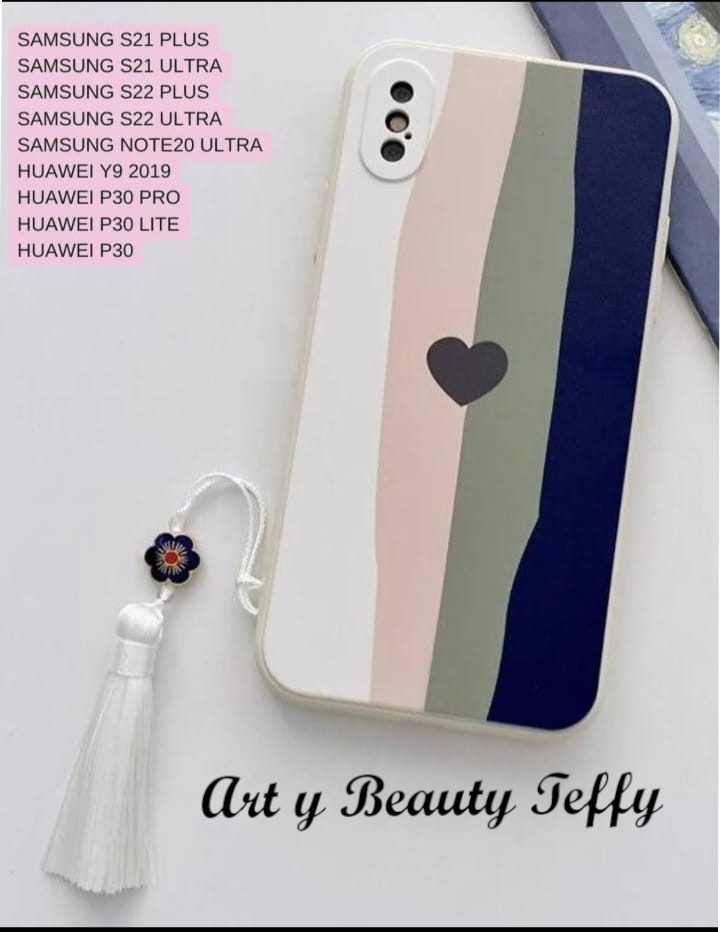 SAMSUNG S21 PLUS
SAMSUNG S21 ULTRA
SAMSUNG S22 PLUS
SAMSUNG S22 ULTRA
SAMSUNG NOTE20 ULTRA
HUAWEI Y9 2019
HUAWEI P30 PRO
HUAWEI P30 LITE
HUAWEI P30
Art y Beauty Teffy